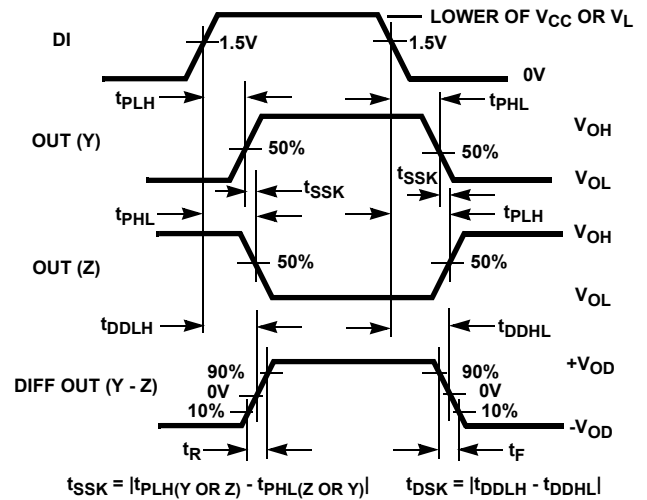 LOWER OF VCC OR VL
DI
1.5V
1.5V
0V
tPLH
tPHL
OUT (Y)
VOH
50%
50%
tSSK
tSSK
VOL
tPHL
tPLH
VOH
OUT (Z)
50%
50%
VOL
tDDLH
tDDHL
90%
90%
+VOD
DIFF OUT (Y - Z)
0V
0V
10%
10%
-VOD
tR
tF
tSSK = |tPLH(Y OR Z) - tPHL(Z OR Y)|
tDSK = |tDDLH - tDDHL|